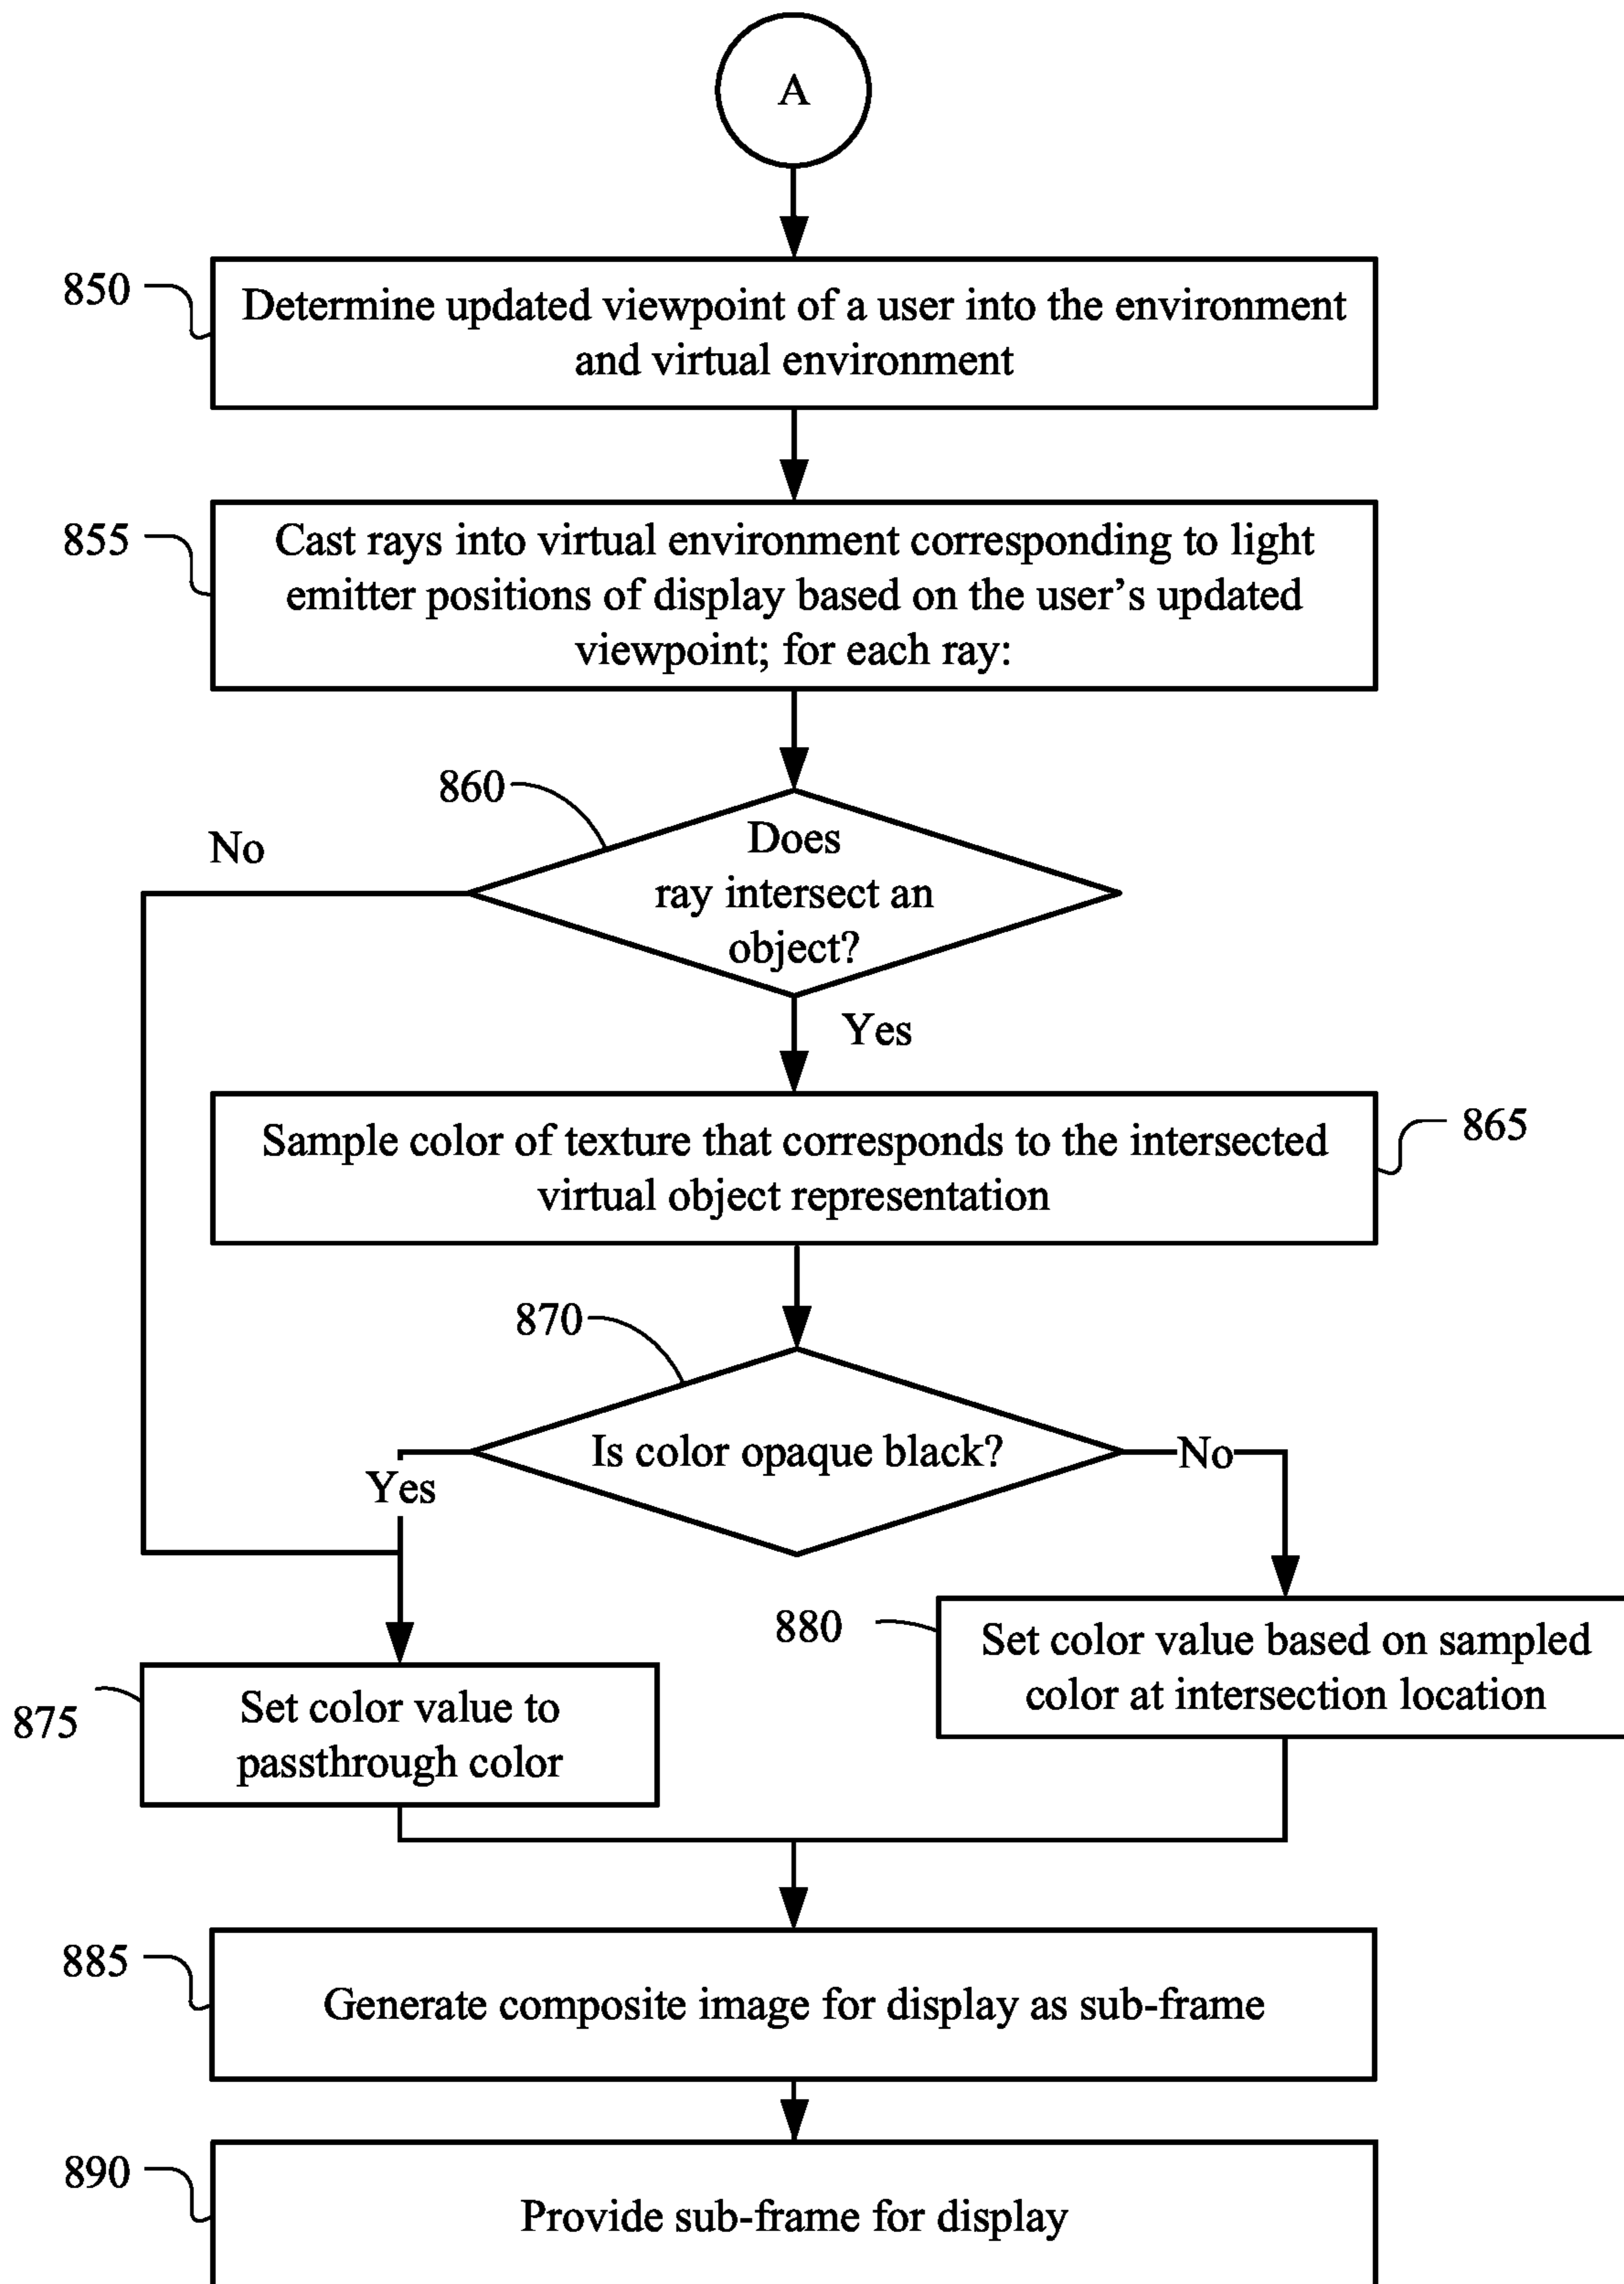 A
850
Determine updated viewpoint of a user into the environment
and virtual environment
855
Cast rays into virtual environment corresponding to light
emitter positions of display based on the user’s updated
viewpoint; for each ray:
860
No
Does
ray intersect an
object?
Yes
865
Sample color of texture that corresponds to the intersected
virtual object representation
870
Is color opaque black?
Yes
No
875
Set color value to
passthrough color
880
Set color value based on sampled
color at intersection location
885
Generate composite image for display as sub-frame
890
Provide sub-frame for display